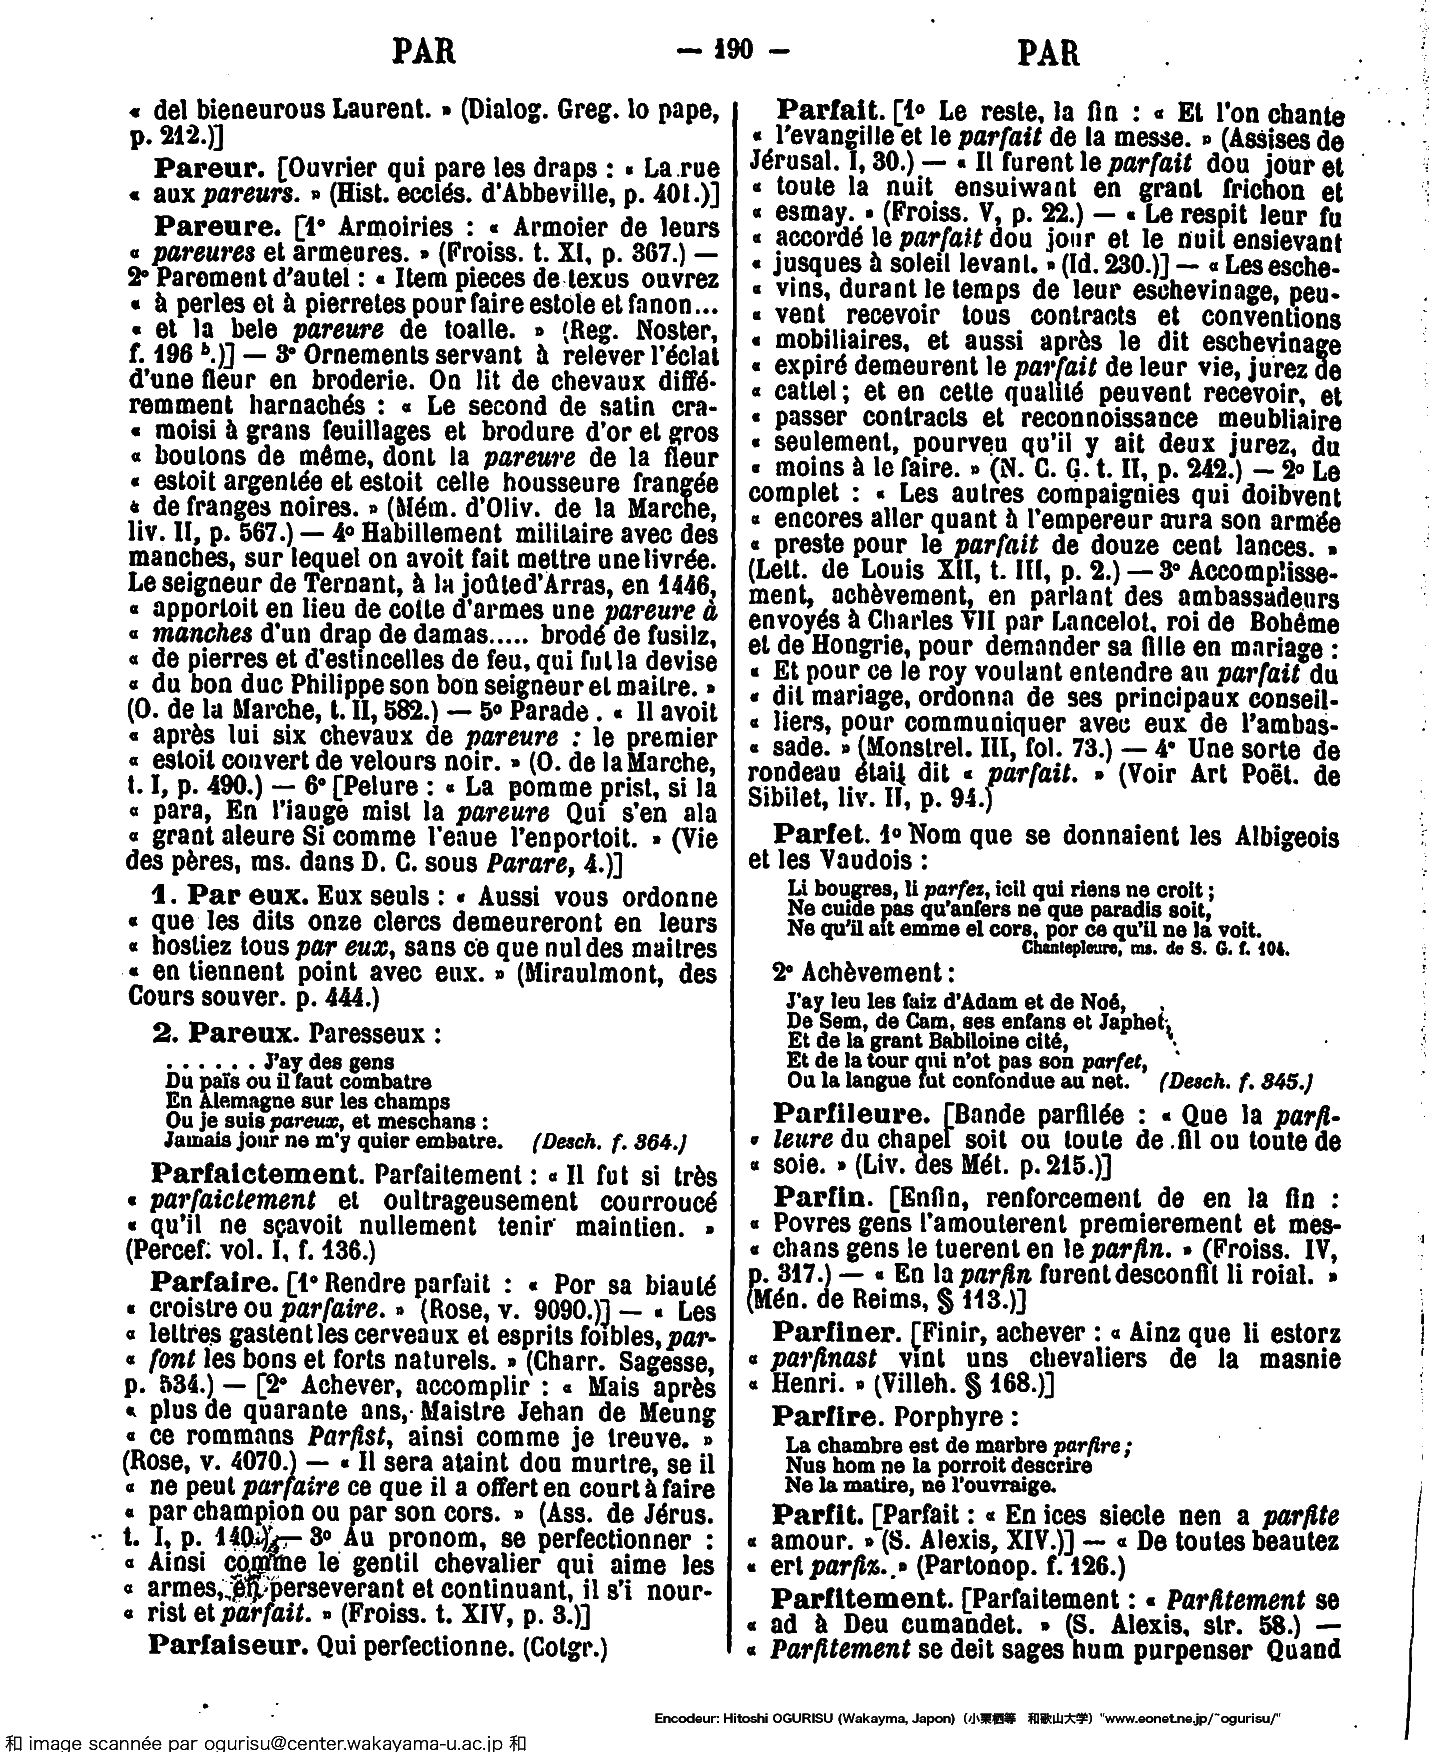 PAR — 190 — PAR
« del bieneurous Laurent. » (Dialog. Greg. lo pape,
p. 212.)]
Pareur. [Ouvrier qui pare les draps : « La rue
« aux pareurs. » (Hist. ecclés. d'Abbeville, p. 401.)]
Pareure. [1° Armoiries : « Armoier de leurs
« pareures et armeures. » (Froiss. t. XI, p. 367.) —
2° Parement d'autel : « Item pieces de texus ouvrez
« à perles et à pierretes pour faire estole et fanon...
« et la bele pareure de toalle. » (Reg. Noster,
f. 196 b.)] — 3° Ornements servant à relever l'éclat
d'une fleur en broderie. On lit de chevaux diffé-
remment harnachés : « Le second de satin cra-
« moisi à grans feuillages et brodure d'or et gros
« boutons de même, dont la pareure de la fleur
« estoit argentée et estoit celle housseure frangée
« de franges noires. » (Mém. d'Oliv. de la Marche,
liv. II, p. 567.) — 4° Habillement militaire avec des
manches, sur lequel on avoit fait mettre une livrée.
Le seigneur de Ternant, à la joûte d'Arras, en 1446,
« apportoit en lieu de cotte d'armes une pareure à
« manches d'un drap de damas..... brodé de fusilz,
« de pierres et d'estincelles de feu, qui fut la devise
« du bon duc Philippe son bon seigneur et maitre. »
(O. de la Marche, t. II, 582.) — 5° Parade. « Il avoit
« après lui six chevaux de pareure : le premier
« estoit couvert de velours noir. » (O. de la Marche,
t. I, p. 490.) — 6° [Pelure : « La pomme prist, si la
« para, En l'iauge mist la pareure Qui s'en ala
« grant aleure Si comme l'eaue l'enportoit. » (Vie
des pères, ms. dans D. C. sous Parare, 4.)]
1. Par eux. Eux seuls : « Aussi vous ordonne
« que les dits onze clercs demeureront en leurs
« hostiez tous par eux, sans ce que nul des maitres
« en tiennent point avec eux. » (Miraulmont, des
Cours souver. p. 444.)
2. Pareux. Paresseux :
. . . . . . J'ay des gens
Du païs ou il faut combatre
En Alemagne sur les champs
Ou je suis pareux, et meschans :
Jamais jour ne m'y quier embatre. (Desch. f. 364.)
Parfaictement. Parfaitement : « Il fut si très
« parfaictement et oultrageusement courroucé
« qu'il ne sçavoit nullement tenir maintien. »
(Percef. vol. I, f. 136.)
Parfaire. [1° Rendre parfait : « Por sa biauté
« croistre ou parfaire. » (Rose, v. 9090.)] — « Les
« lettres gastent les cerveaux et esprits foibles, par-
« font les bons et forts naturels. » (Charr. Sagesse,
p. 534.) — [2° Achever, accomplir : « Mais après
« plus de quarante ans, Maistre Jehan de Meung
« ce rommans Parfist, ainsi comme je treuve. »
(Rose, v. 4070.) — « Il sera ataint dou murtre, se il
« ne peut parfaire ce que il a offert en court à faire
« par champion ou par son cors. » (Ass. de Jérus.
t. I, p. 140.) — 3° Au pronom, se perfectionner :
« Ainsi comme le gentil chevalier qui aime les
« armes, en perseverant et continuant, il s'i nour-
« rist et parfait. » (Froiss. t. XIV, p. 3.)]
Parfaiseur. Qui perfectionne. (Cotgr.)
Parfait. [1° Le reste, la fin : « Et l'on chante
« l'evangille et le parfait de la messe. » (Assises de
Jérusal. I, 30.) — « Il furent le parfait dou jour et
« toute la nuit ensuiwant en grant frichon et
« esmay. » (Froiss. V, p. 22.) — « Le respit leur fu
« accordé le parfait dou jour et le nuit ensievant
« jusques à soleil levant. » (Id. 230.)] — « Les esche-
« vins, durant le temps de leur eschevinage, peu-
« vent recevoir tous contracts et conventions
« mobiliaires, et aussi après le dit eschevinage
« expiré demeurent le parfait de leur vie, jurez de
« cattel ; et en cette qualité peuvent recevoir, et
« passer contracts et reconnoissance meubliaire
« seulement, pourveu qu'il y ait deux jurez, du
« moins à le faire. » (N. C. G. t. II, p. 242.) — 2° Le
complet : « Les autres compaignies qui doibvent
« encores aller quant à l'empereur aura son armée
« preste pour le parfait de douze cent lances. »
(Lett. de Louis XII, t. III, p. 2.) — 3° Accomplisse-
ment, achèvement, en parlant des ambassadeurs
envoyés à Charles VII par Lancelot, roi de Bohême
et de Hongrie, pour demander sa fille en mariage :
« Et pour ce le roy voulant entendre au parfait du
« dit mariage, ordonna de ses principaux conseil-
« liers, pour communiquer avec eux de l'ambas-
« sade. » (Monstrel. III, fol. 73.) — 4° Une sorte de
rondeau était dit « parfait. » (Voir Art Poët. de
Sibilet, liv. II, p. 94.)
Parfet. 1° Nom que se donnaient les Albigeois
et les Vaudois :
Li bougres, li parfez, icil qui riens ne croit ;
Ne cuide pas qu'anfers ne que paradis soit,
Ne qu'il ait emme el cors, por ce qu'il ne la voit.
Chantepleure, ms. de S. G. f. 104.
2° Achèvement :
J'ay leu les faiz d'Adam et de Noé,
De Sem, de Cam, ses enfans et Japhet,
Et de la grant Babiloine cité,
Et de la tour qui n'ot pas son parfet,
Ou la langue fut confondue au net. (Desch. f. 345.)
Parfileure. [Bande parfilée : « Que la parfi-
« leure du chapel soit ou toute de fil ou toute de
« soie. » (Liv. des Mét. p. 215.)]
Parfin. [Enfin, renforcement de en la fin :
« Povres gens l'amouterent premierement et mes-
« chans gens le tuerent en le parfin. » (Froiss. IV,
p. 317.) — « En la parfin furent desconfit li roial. »
(Mén. de Reims, § 113.)]
Parfiner. [Finir, achever : « Ainz que li estorz
« parfinast vint uns chevaliers de la masnie
« Henri. » (Villeh. § 168.)]
Parfire. Porphyre :
La chambre est de marbre parfire ;
Nus hom ne la porroit descrire
Ne la matire, ne l'ouvraige.
Parfit. [Parfait : « En ices siecle nen a parfite
« amour. » (S. Alexis, XIV.)] — « De toutes beautez
« ert parfiz. » (Partonop. f. 126.)
Parfitement. [Parfaitement : « Parfitement se
« ad à Deu cumandet. » (S. Alexis, str. 58.) —
« Parfitement se deit sages hum purpenser Quand
Encodeur: Hitoshi OGURISU (Wakayma, Japon) (小栗栖等 和歌山大学) "www.eonet.ne.jp/~ogurisu/"
和 image scannée par ogurisu@center.wakayama-u.ac.jp 和